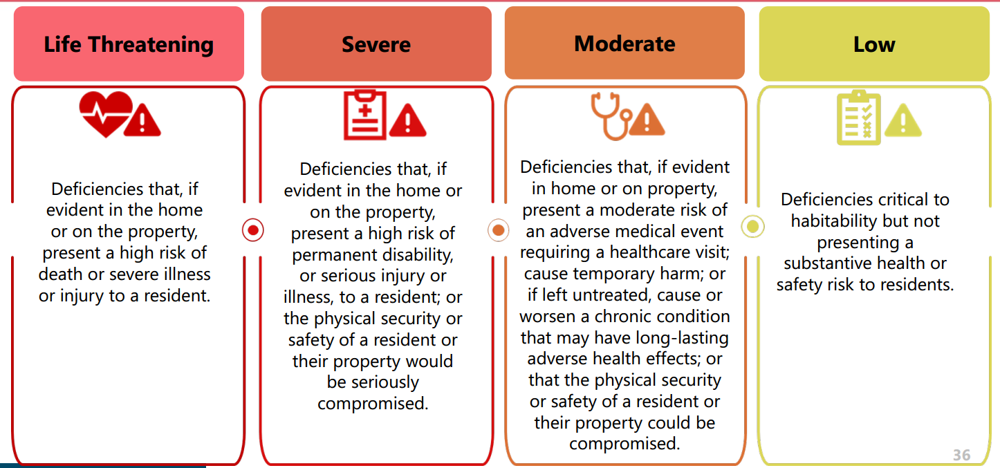 Life Threatening
Severe
Moderate
Low
Deficiencies that, if
evident in the home
or on the property,
present a high risk of
death or severe illness
or injury to a resident.
Deficiencies that, if
evident in the home or
on the property,
present a high risk of
permanent disability,
or serious injury or
illness, to a resident; or
the physical security or
safety of a resident or
their property would
be seriously
compromised.
Deficiencies that, if evident
in home or on property,
present a moderate risk of
an adverse medical event
requiring a healthcare visit;
cause temporary harm; or
if left untreated, cause or
worsen a chronic condition
that may have long-lasting
adverse health effects; or
that the physical security
or safety of a resident or
their property could be
compromised.
Deficiencies critical to
habitability but not
presenting a
substantive health or
safety risk to residents.
36